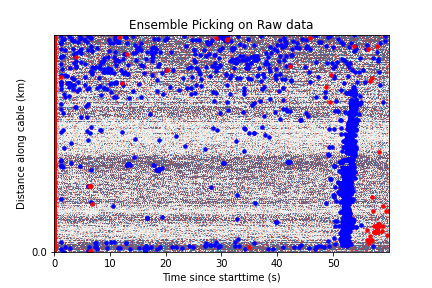 Ensemble Picking on Raw data
Distance along cable (km)
0.0
0 10 20 30 40 50
Time since starttime (s)